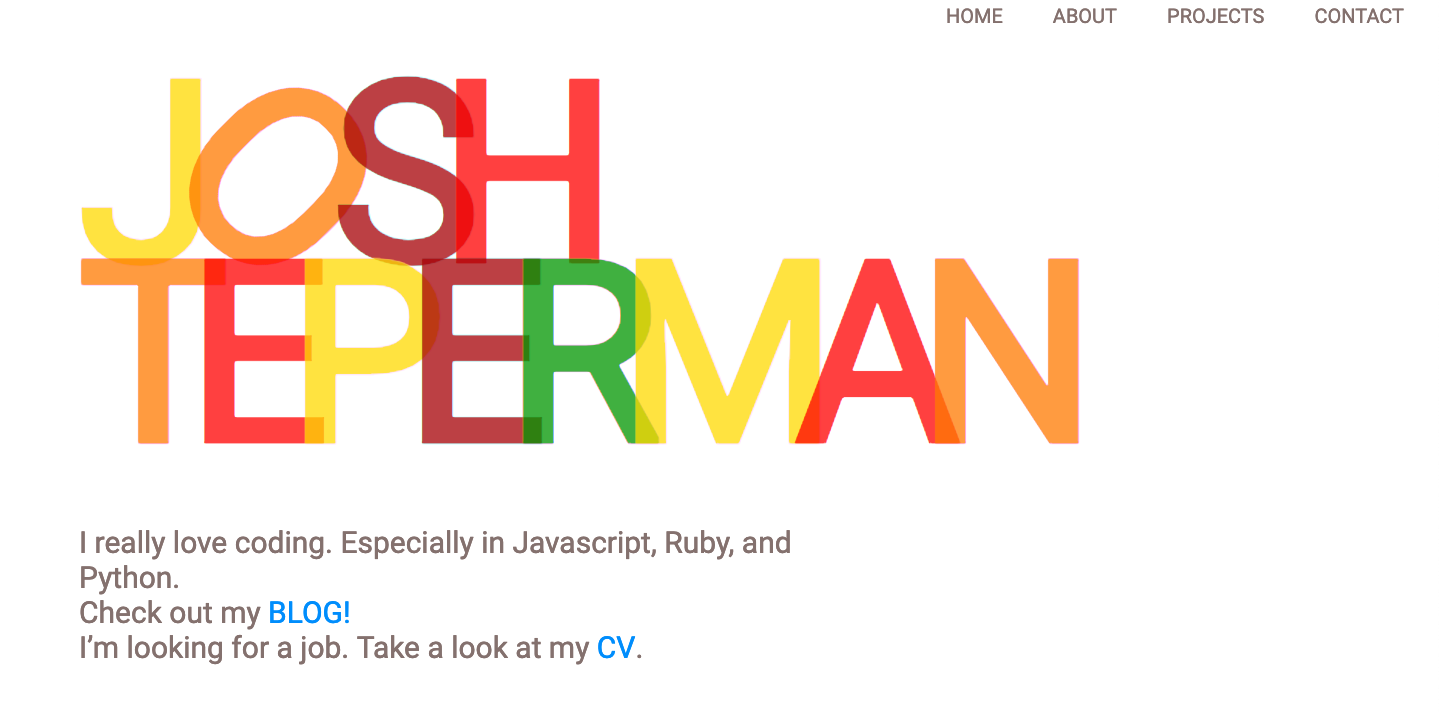 HOME ABOUT PROJECTS CONTACT
JOSH
TEPERMAN
I really love coding. Especially in Javascript, Ruby, and
Python.
Check out my BLOG!
I’m looking for a job. Take a look at my CV.